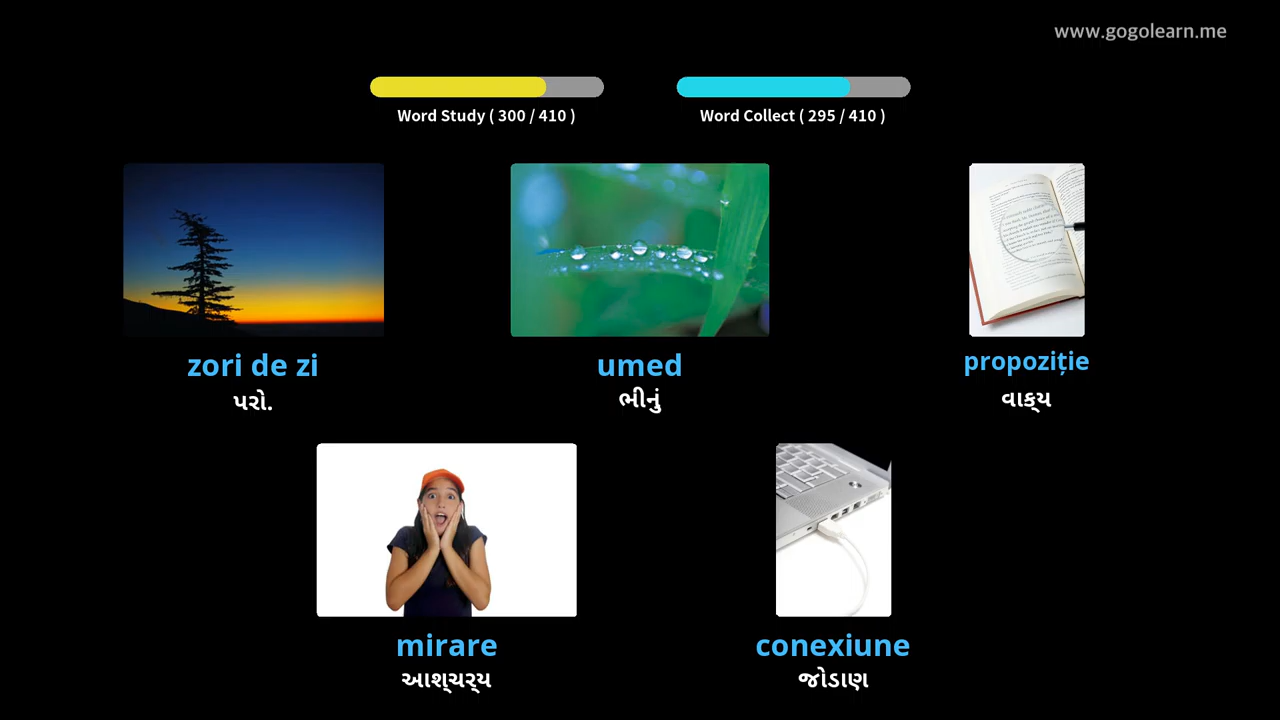 www.gogolearn.me
Word Study ( 300 / 410 )
Word Collect ( 295 / 410 )
zori de zi
પરો.
umed
ભીનું
propoziție
વાક્ય
mirare
આશ્ચર્ય
conexiune
જોડાણ